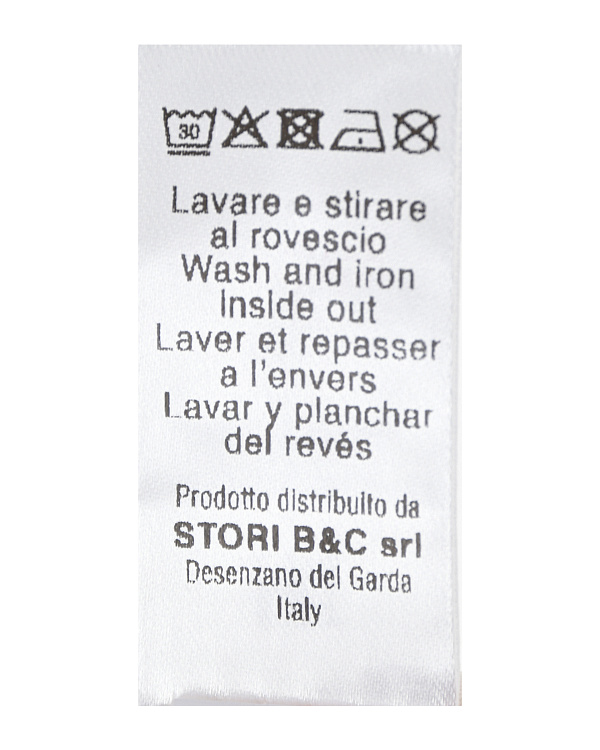 30
Lavare e stirare
al rovescio
Wash and iron
inside out
Laver et repasser
a l'envers
Lavar y planchar
del revés
Prodotto distribuito da
STORI B&C srl
Desenzano del Garda
Italy